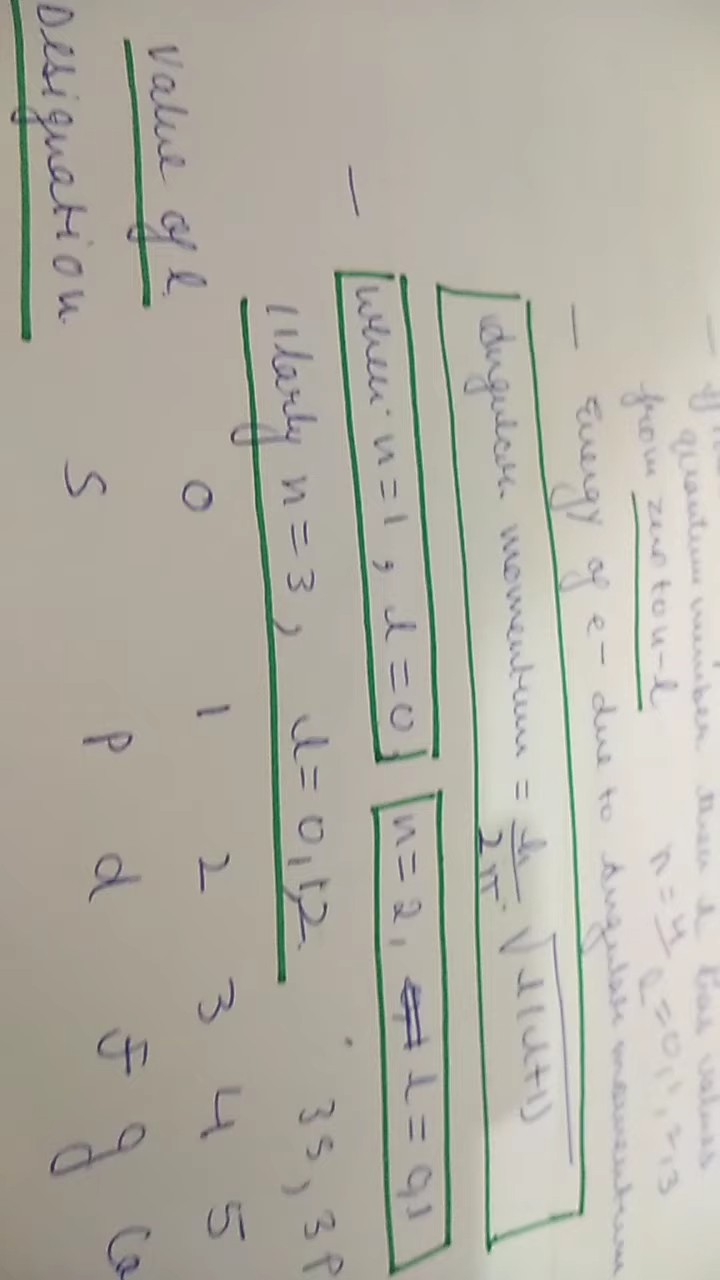 quantum number then l has values
from zero to n-1 n=4 l=0,1,2,3
— Energy of e- due to angular momentum
Angular momentum = h/2π √l(l+1)
— when n=1, l=0, n=2, l=0,1
111larly n=3, l=0,1,2 3s, 3p
Value of l 0 1 2 3 4 5
Designation s p d f g